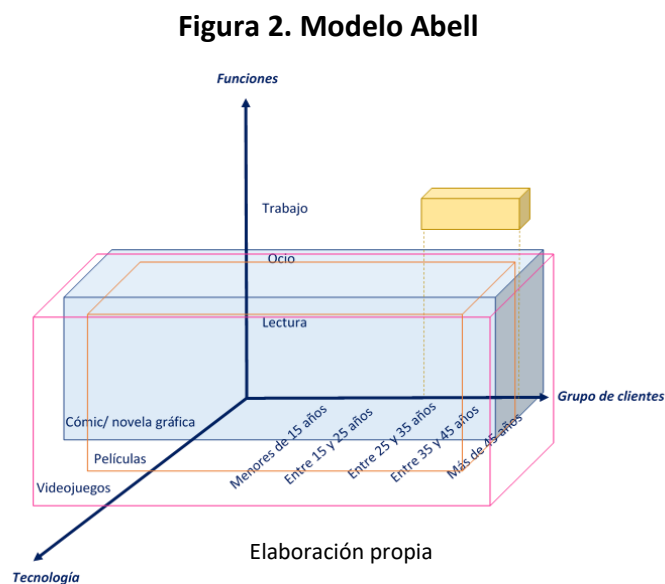 Figura 2. Modelo Abell
Funciones
Trabajo
Ocio
Lectura
Grupo de clientes
Cómic/ novela gráfica
Películas
Videojuegos
Menores de 15 años
Entre 15 y 25 años
Entre 25 y 35 años
Entre 35 y 45 años
Más de 45 años
Elaboración propia
Tecnología